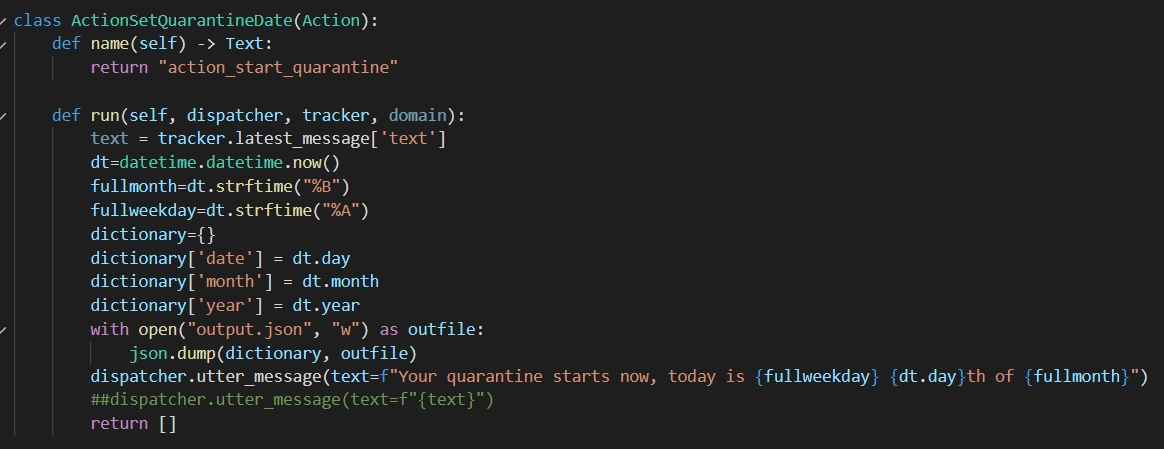 class ActionSetQuarantineDate(Action):
    def name(self) -> Text:
        return "action_start_quarantine"

    def run(self, dispatcher, tracker, domain):
        text = tracker.latest_message['text']
        dt=datetime.datetime.now()
        fullmonth=dt.strftime("%B")
        fullweekday=dt.strftime("%A")
        dictionary={}
        dictionary['date'] = dt.day
        dictionary['month'] = dt.month
        dictionary['year'] = dt.year
        with open("output.json", "w") as outfile:
            json.dump(dictionary, outfile)
        dispatcher.utter_message(text=f"Your quarantine starts now, today is {fullweekday} {dt.day}th of {fullmonth}")
        ##dispatcher.utter_message(text=f"{text}")
        return []